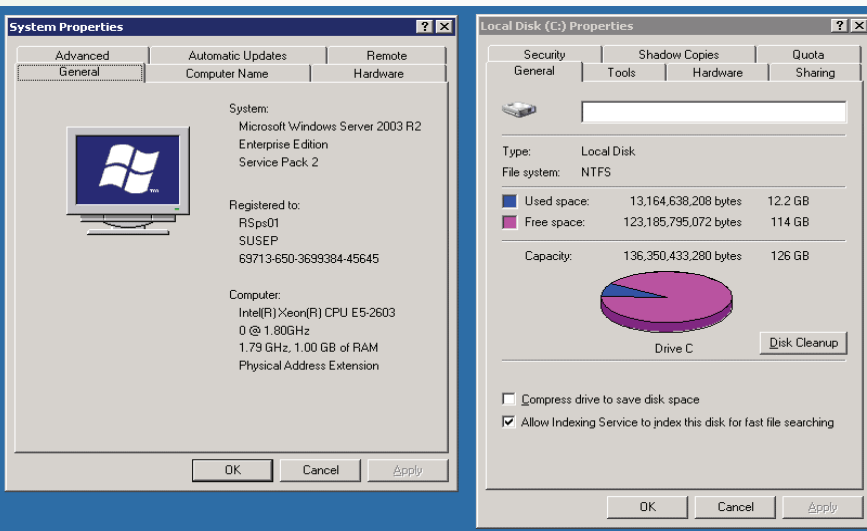 System Properties
Advanced
Automatic Updates
Remote
General
Computer Name
Hardware
System:
Microsoft Windows Server 2003 R2
Enterprise Edition
Service Pack 2
Registered to:
RSps01
SUSEP
69713-650-3699384-45645
Computer:
Intel(R) Xeon(R) CPU E5-2603
0 @ 1.80GHz
1.79 GHz, 1.00 GB of RAM
Physical Address Extension
OK
Cancel
Apply
Local Disk (C:) Properties
Security
Shadow Copies
Quota
General
Tools
Hardware
Sharing
Type: Local Disk
File system: NTFS
Used space: 13,164,638,208 bytes 12.2 GB
Free space: 123,185,795,072 bytes 114 GB
Capacity: 136,350,433,280 bytes 126 GB
Drive C
Disk Cleanup
Compress drive to save disk space
Allow Indexing Service to index this disk for fast file searching
OK
Cancel
Apply